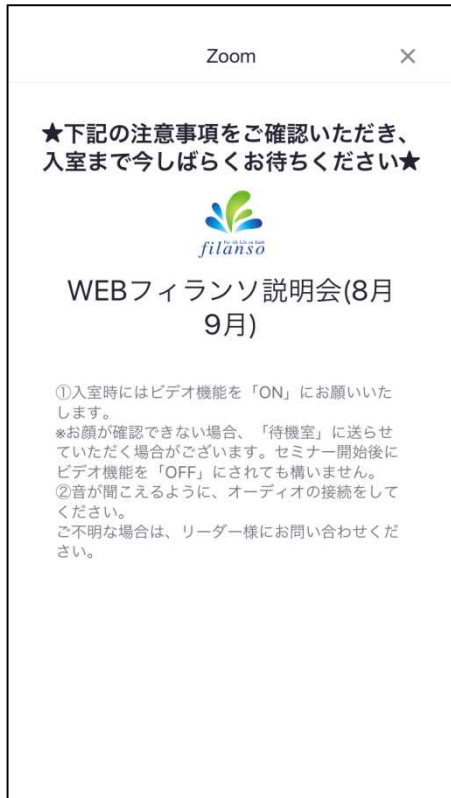 Zoom ×
★下記の注意事項をご確認いただき、
入室まで今しばらくお待ちください★
For All Life on Earth
filanso
WEBフィランソ説明会(8月
9月)
①入室時にはビデオ機能を「ON」にお願いいた
します。
※お顔が確認できない場合、「待機室」に送らせ
ていただく場合がございます。セミナー開始後に
ビデオ機能を「OFF」にされても構いません。
②音が聞こえるように、オーディオの接続をして
ください。
ご不明な場合は、リーダー様にお問い合わせくだ
さい。